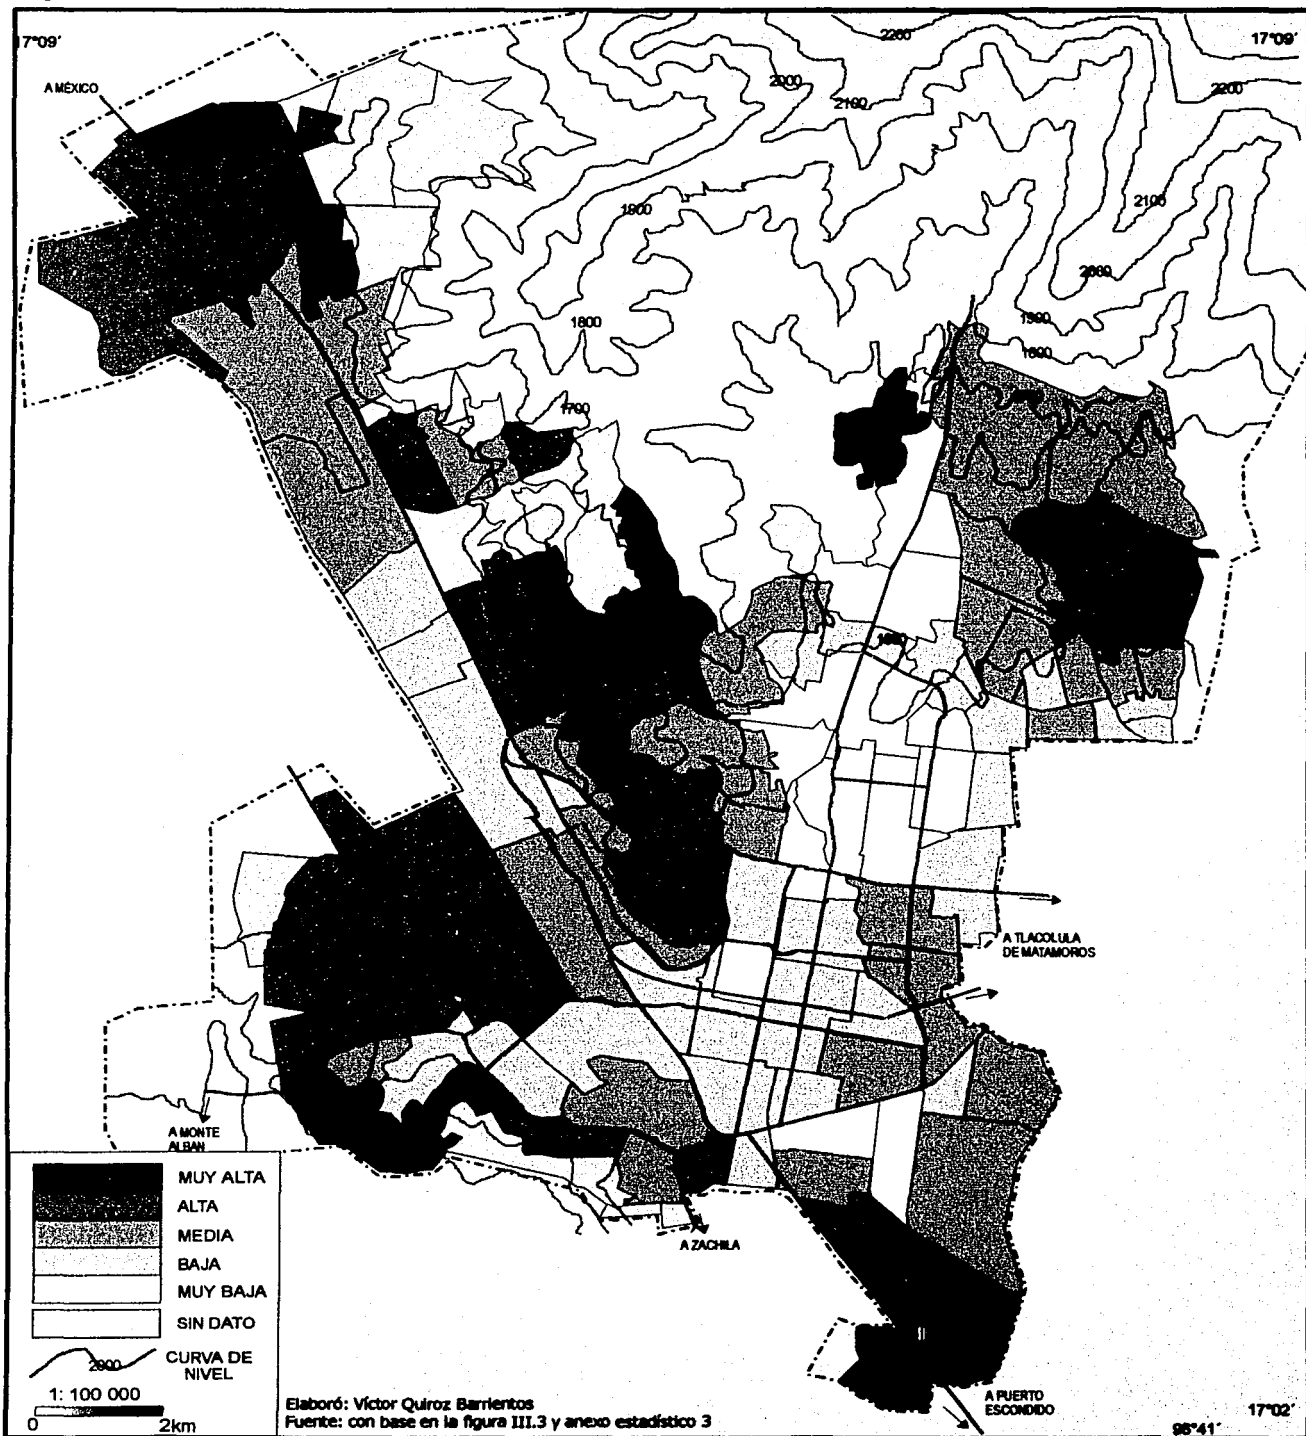 17°09′
17°09′
A MÉXICO
2200
2000
2100
2200
1900
2100
2000
1800
1900
1800
1700
A TLACOLULA
DE MATAMOROS
A MONTE
ALBAN
A ZACHILA
A PUERTO
ESCONDIDO
MUY ALTA
ALTA
MEDIA
BAJA
MUY BAJA
SIN DATO
2000
CURVA DE
NIVEL
1: 100 000
0
2km
Elaboró: Víctor Quiroz Barrientos
Fuente: con base en la figura III.3 y anexo estadístico 3
17°02′
96°41′